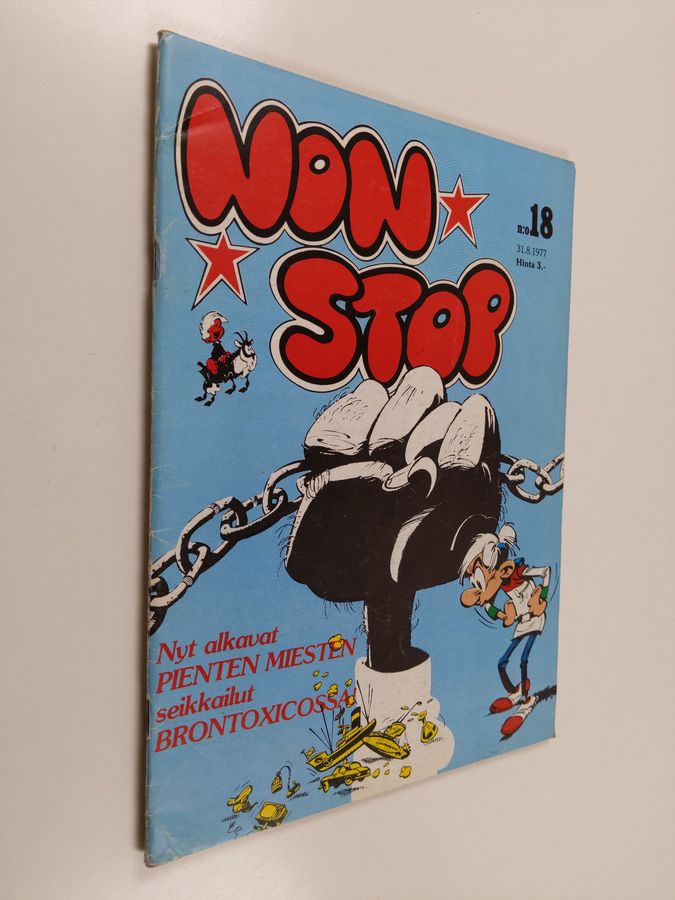 NON
STOP
n:o 18
31.8.1977
Hinta 3,-
Nyt alkavat
PIENTEN MIESTEN
seikkailut
BRONTOXICOSSA!